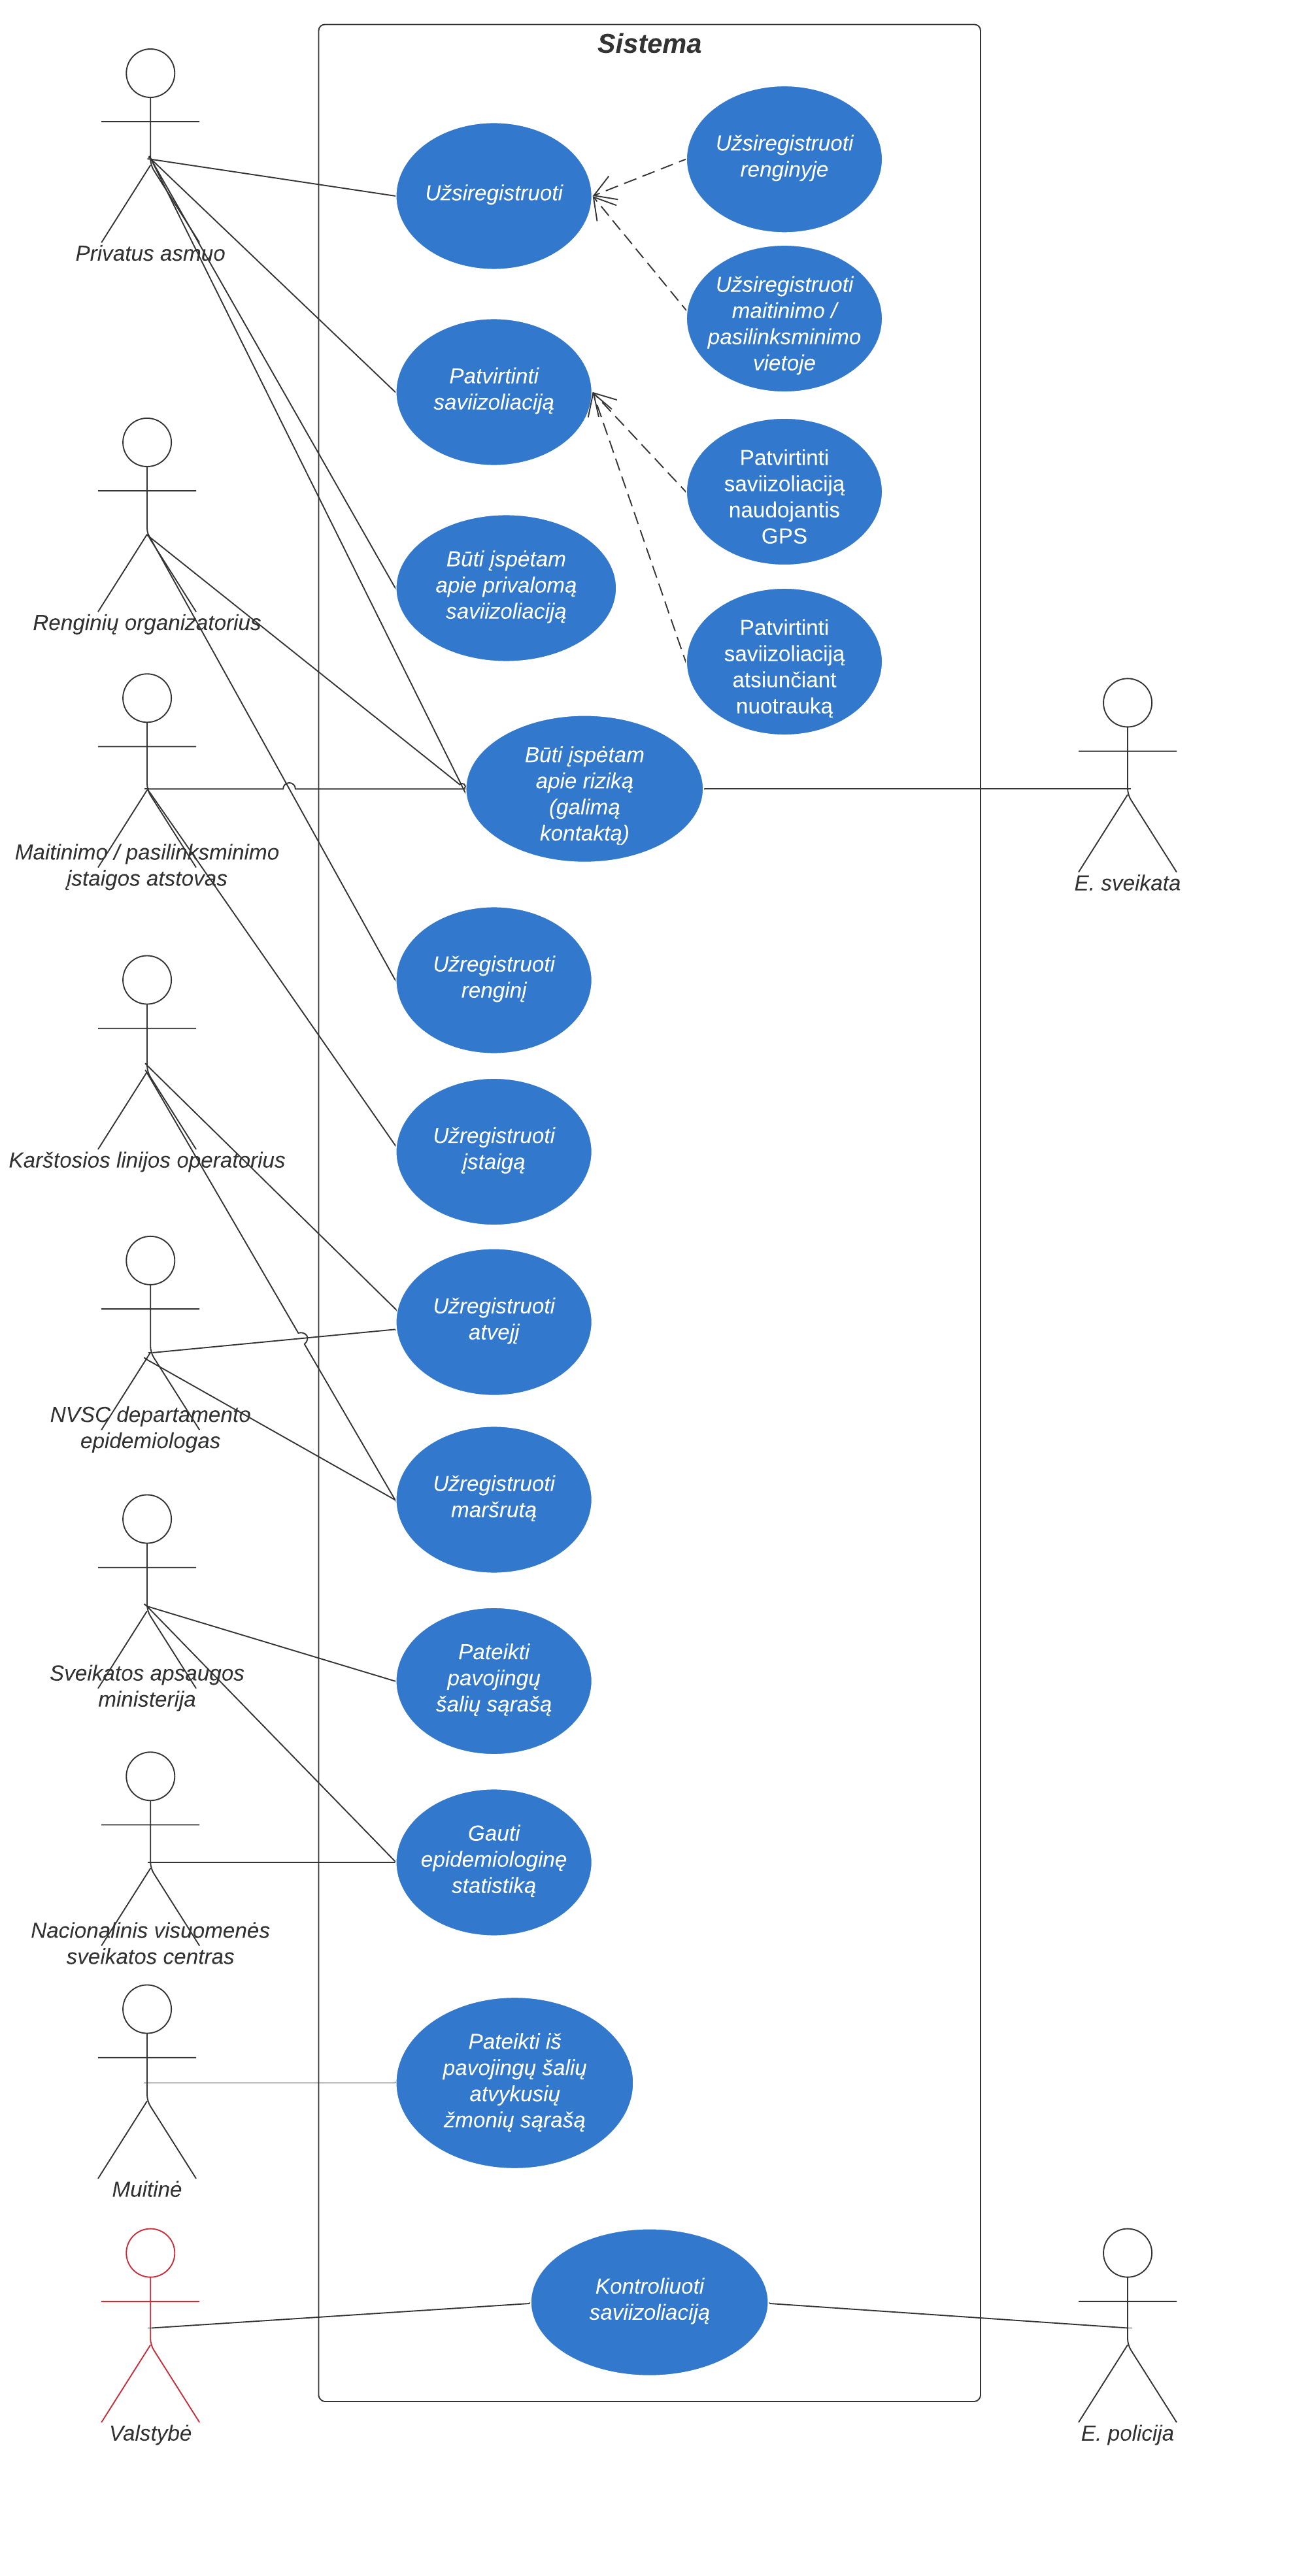 Sistema
Privatus asmuo
Užsiregistruoti
Užsiregistruoti
renginyje
Užsiregistruoti
maitinimo /
pasilinksminimo
vietoje
Patvirtinti
saviizoliaciją
Patvirtinti
saviizoliaciją
naudojantis
GPS
Renginių organizatorius
Būti įspėtam
apie privalomą
saviizoliaciją
Patvirtinti
saviizoliaciją
atsiunčiant
nuotrauką
Maitinimo / pasilinksminimo
įstaigos atstovas
Būti įspėtam
apie riziką
(galimą
kontaktą)
E. sveikata
Užregistruoti
renginį
Karštosios linijos operatorius
Užregistruoti
įstaigą
Užregistruoti
atvejį
NVSC departamento
epidemiologas
Užregistruoti
maršrutą
Sveikatos apsaugos
ministerija
Pateikti
pavojingų
šalių sąrašą
Gauti
epidemiologinę
statistiką
Nacionalinis visuomenės
sveikatos centras
Pateikti iš
pavojingų šalių
atvykusių
žmonių sąrašą
Muitinė
Kontroliuoti
saviizoliaciją
Valstybė
E. policija